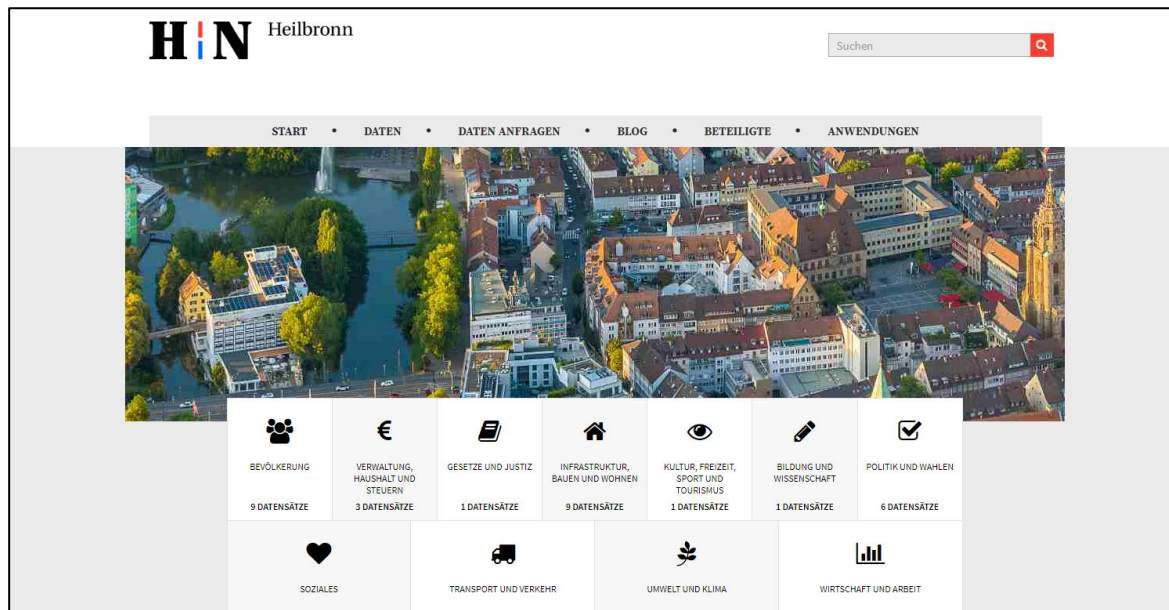 H¦N Heilbronn
Suchen
START • DATEN • DATEN ANFRAGEN • BLOG • BETEILIGTE • ANWENDUNGEN
BEVÖLKERUNG
9 DATENSÄTZE
VERWALTUNG,
HAUSHALT UND
STEUERN
3 DATENSÄTZE
GESETZE UND JUSTIZ
1 DATENSÄTZE
INFRASTRUKTUR,
BAUEN UND WOHNEN
9 DATENSÄTZE
KULTUR, FREIZEIT,
SPORT UND
TOURISMUS
1 DATENSÄTZE
BILDUNG UND
WISSENSCHAFT
1 DATENSÄTZE
POLITIK UND WAHLEN
6 DATENSÄTZE
SOZIALES
TRANSPORT UND VERKEHR
UMWELT UND KLIMA
WIRTSCHAFT UND ARBEIT